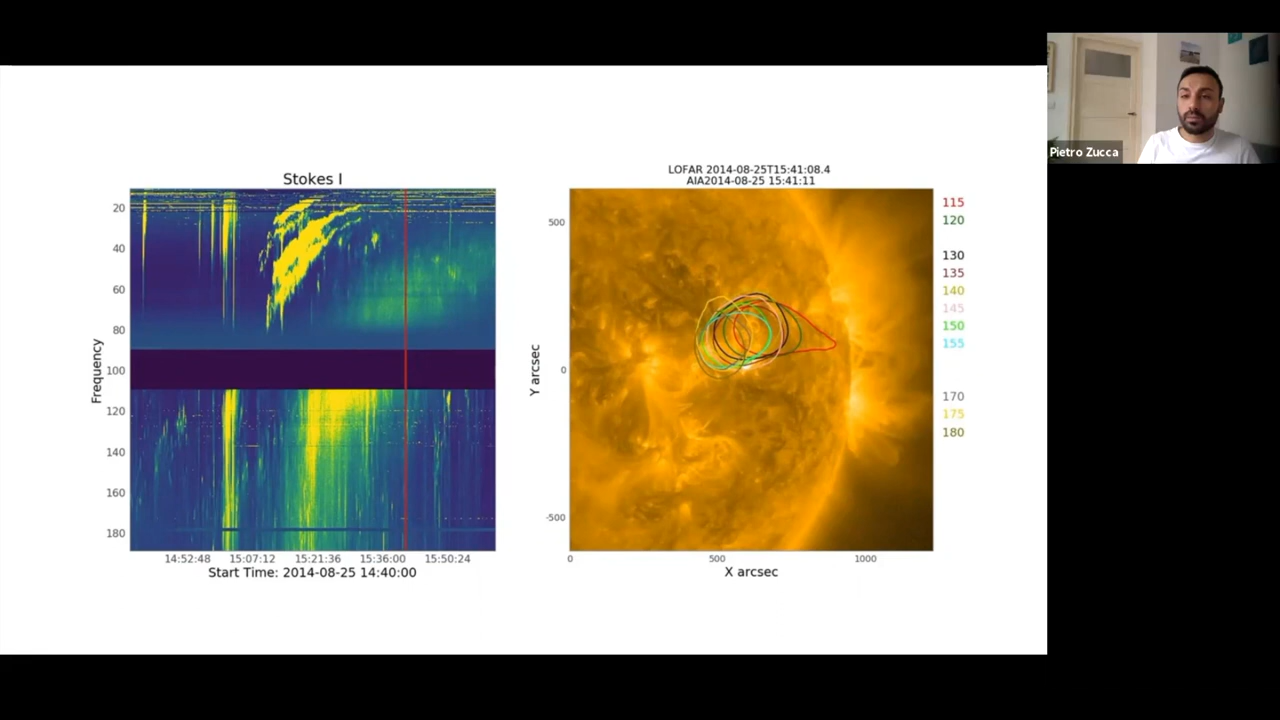 Pietro Zucca
Stokes I
Frequency
20
40
60
80
100
120
140
160
180
14:52:48 15:07:12 15:21:36 15:36:00 15:50:24
Start Time: 2014-08-25 14:40:00
LOFAR 2014-08-25T15:41:08.4
AIA2014-08-25 15:41:11
Y arcsec
500
0
-500
0 500 1000
X arcsec
115
120
130
135
140
145
150
155
170
175
180